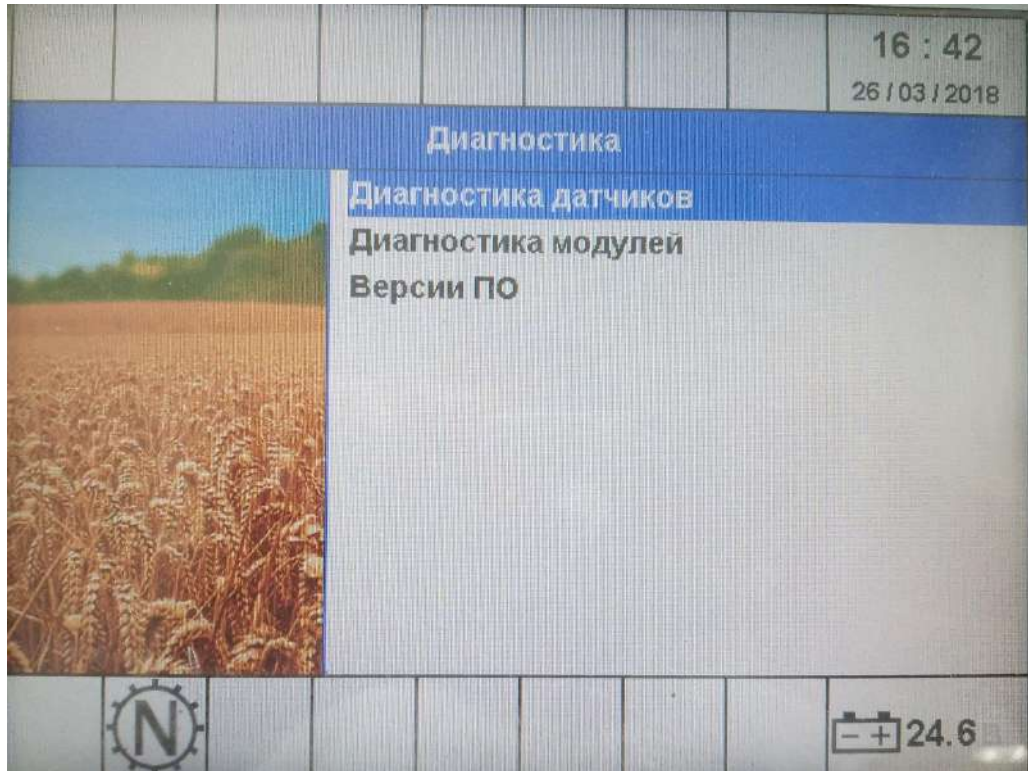 16 : 42
26 / 03 / 2018
Диагностика
Диагностика датчиков
Диагностика модулей
Версии ПО
N
- + 24.6 В